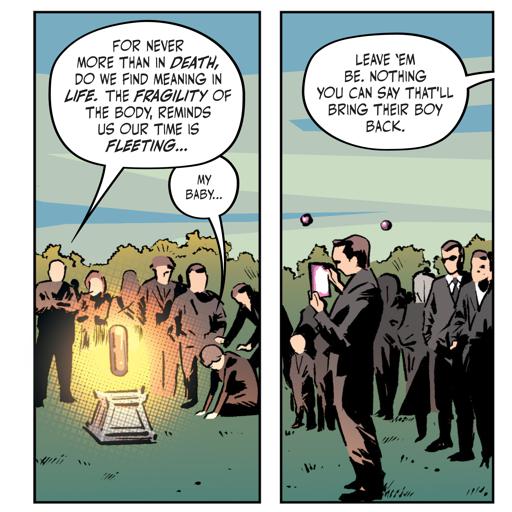 FOR NEVER
MORE THAN IN DEATH,
DO WE FIND MEANING IN
LIFE. THE FRAGILITY OF
THE BODY, REMINDS
US OUR TIME IS
FLEETING...
MY
BABY...
LEAVE 'EM
BE. NOTHING
YOU CAN SAY THAT'LL
BRING THEIR BOY
BACK.